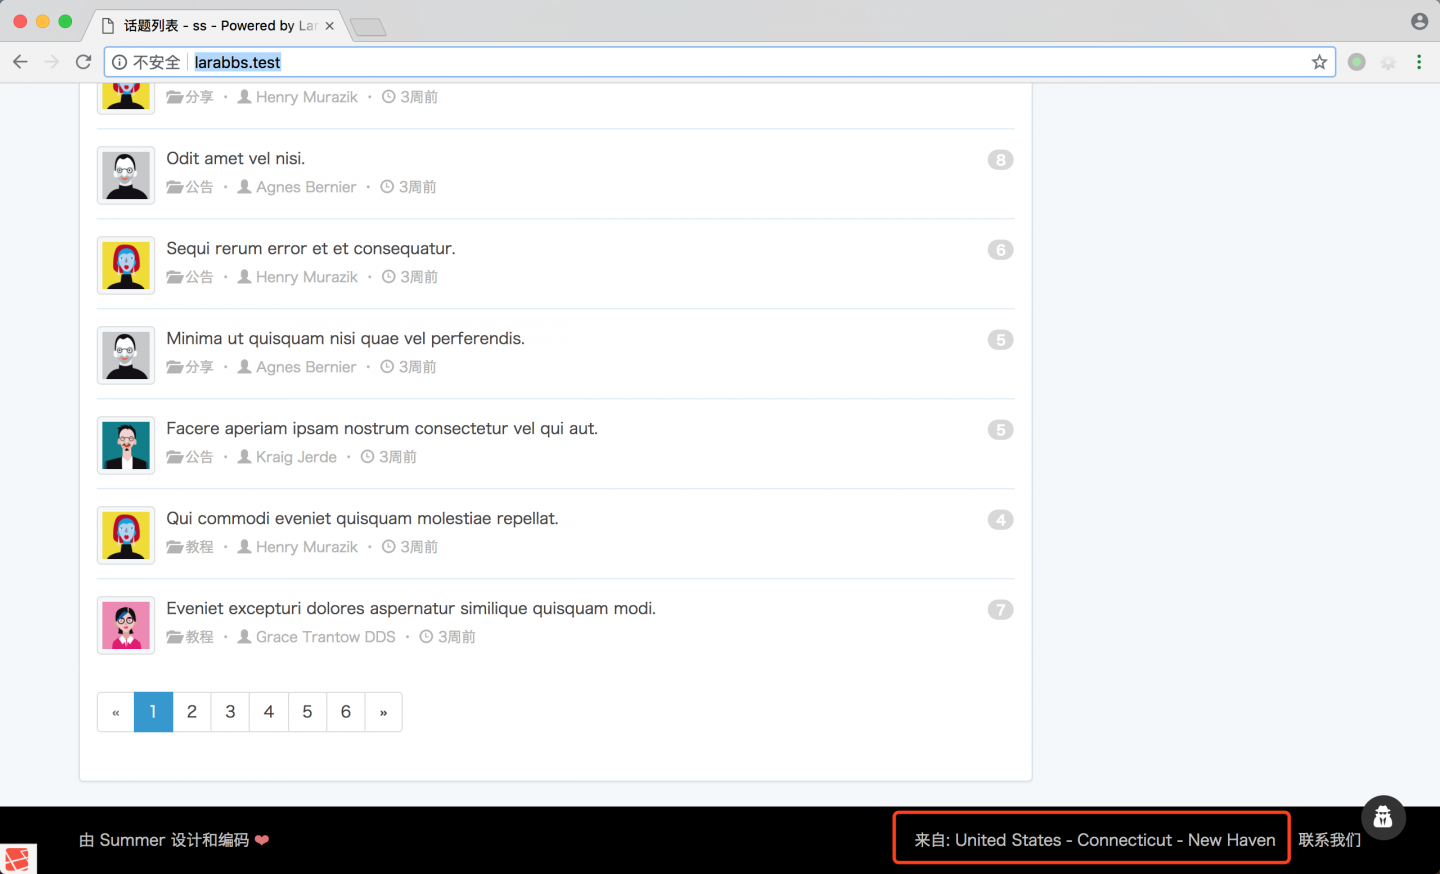 话题列表 - ss - Powered by Lar
不安全 larabbs.test
分享 · Henry Murazik · 3周前
Odit amet vel nisi.
8
公告 · Agnes Bernier · 3周前
Sequi rerum error et et consequatur.
6
公告 · Henry Murazik · 3周前
Minima ut quisquam nisi quae vel perferendis.
5
分享 · Agnes Bernier · 3周前
Facere aperiam ipsam nostrum consectetur vel qui aut.
5
公告 · Kraig Jerde · 3周前
Qui commodi eveniet quisquam molestiae repellat.
4
教程 · Henry Murazik · 3周前
Eveniet excepturi dolores aspernatur similique quisquam modi.
7
教程 · Grace Trantow DDS · 3周前
« 1 2 3 4 5 6 »
由 Summer 设计和编码 ❤
来自: United States - Connecticut - New Haven 联系我们